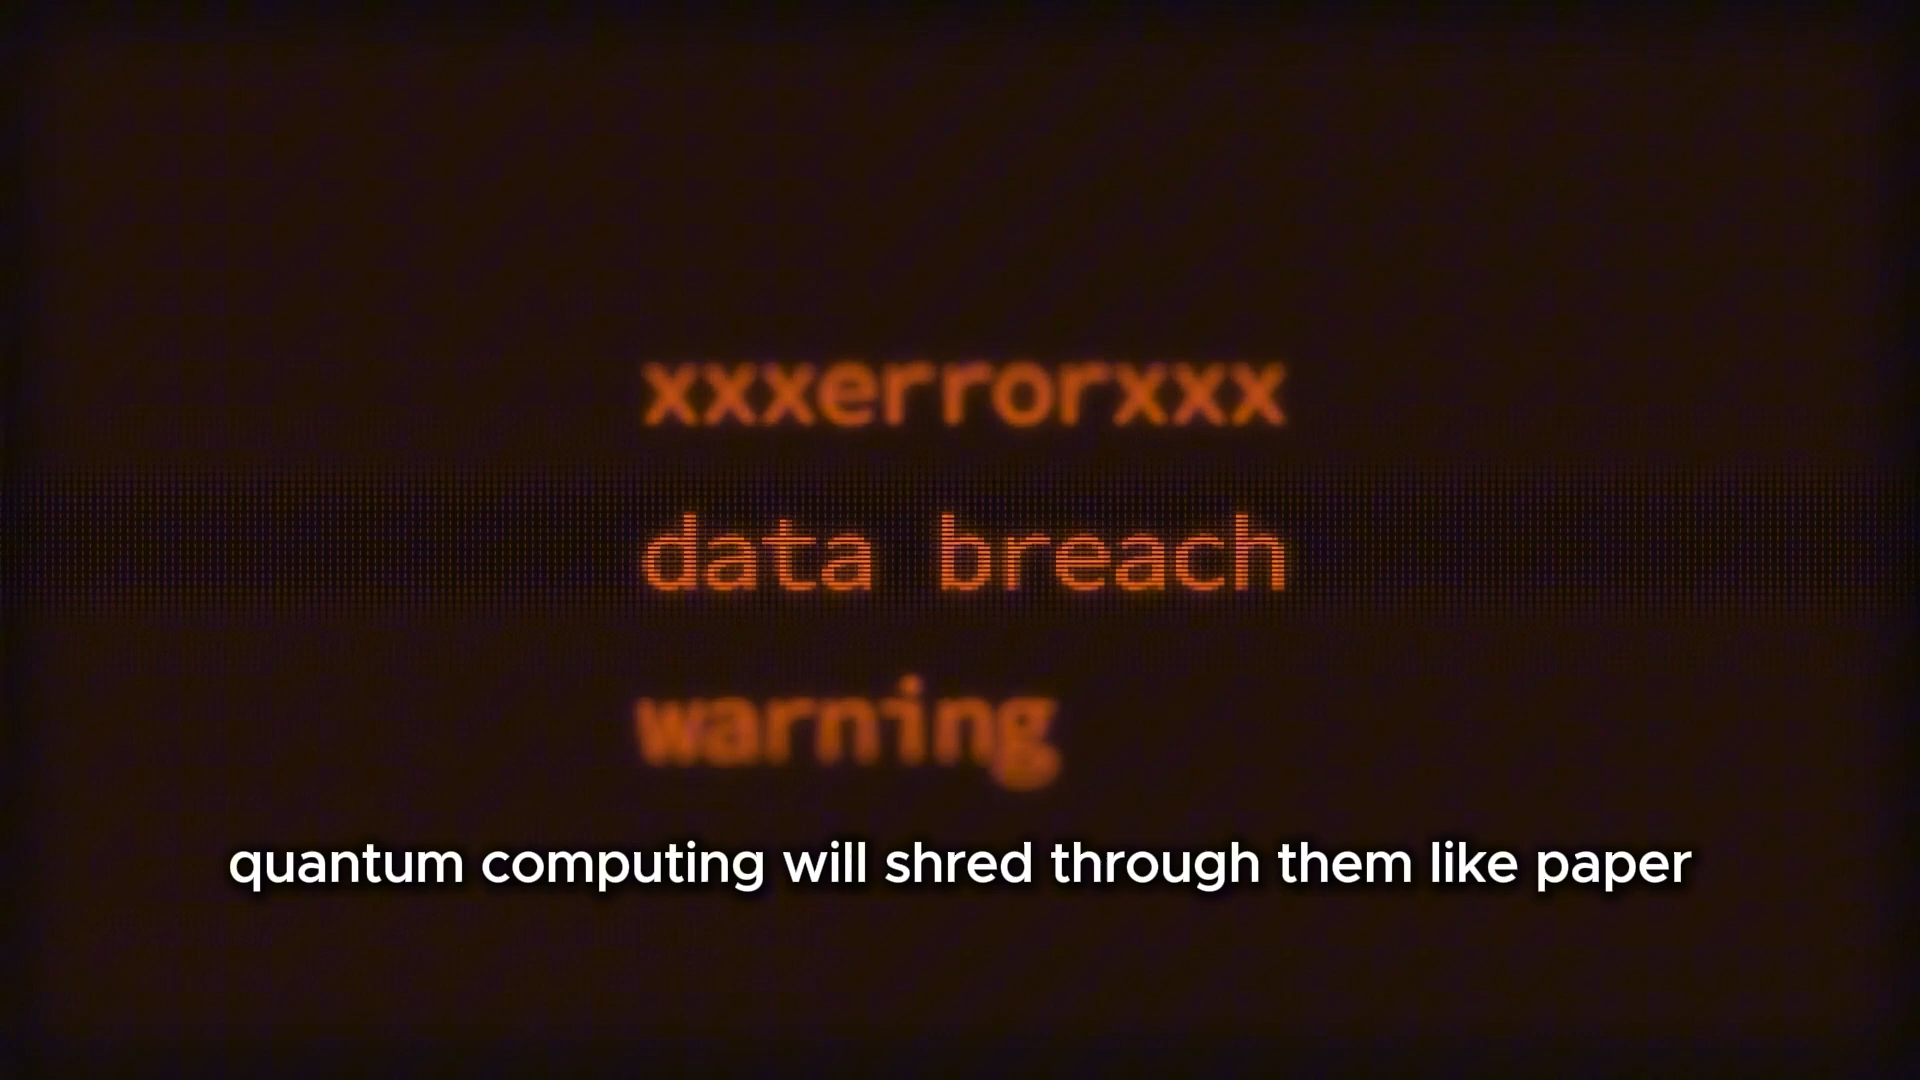 xxxerrorxxx
data breach
warning
quantum computing will shred through them like paper